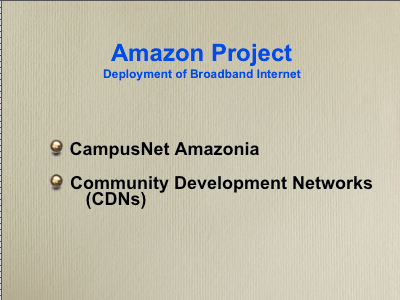 Amazon Project
Deployment of Broadband Internet
CampusNet Amazonia
Community Development Networks
(CDNs)